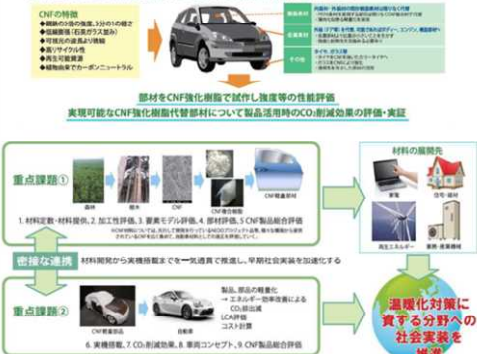 CNFの特徴
• 鋼鉄の5倍の強度、5分の1の軽さ
• 低線膨張(石英ガラス並み)
• 可視光の波長より微細
• 高リサイクル性
• 再生可能資源
• 植物由来でカーボンニュートラル
その他
部材をCNF強化樹脂で試作し強度等の性能評価
実現可能なCNF強化樹脂代替部材について製品活用時のCO₂削減効果の評価・実証
重点課題①
森林
樹木
CNF
CNF複合樹脂
CNF軽量部材
1. 材料定数・材料提供、2. 加工性評価、3. 要素モデル評価、4. 部材評価、5 CNF製品総合評価
材料の展開先
家電
住宅・建材
再生エネルギー
業務・産業機械
密接な連携
材料開発から実機搭載までを一気通貫で推進し、早期社会実装を加速化する
重点課題②
CNF軽量部品
自動車
製品、部品の軽量化
→ エネルギー効率改善による
CO₂排出減
LCA評価
コスト計算
6. 実機搭載、7. CO₂削減効果、8. 車両コンセプト、9. CNF製品総合評価
温暖化対策に
資する分野への
社会実装を
推進